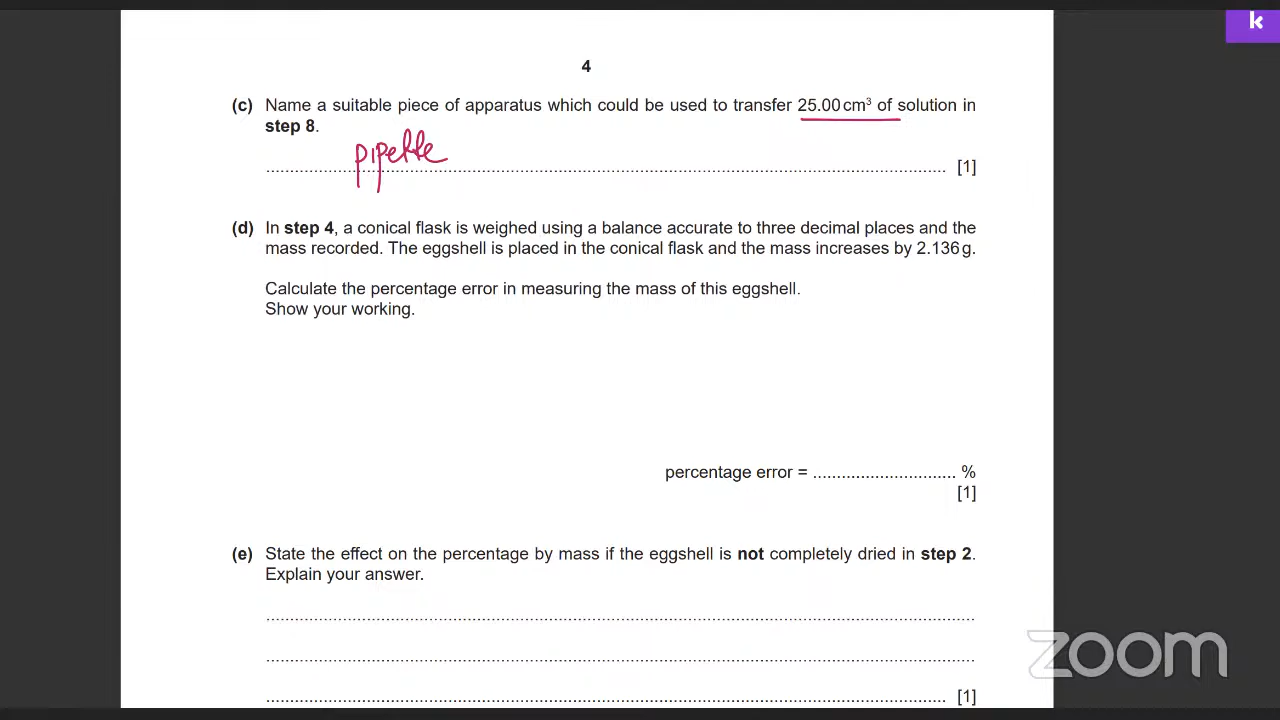 k
4
(c) Name a suitable piece of apparatus which could be used to transfer 25.00 cm³ of solution in
step 8.
pipette
.......... [1]
(d) In step 4, a conical flask is weighed using a balance accurate to three decimal places and the
mass recorded. The eggshell is placed in the conical flask and the mass increases by 2.136 g.
Calculate the percentage error in measuring the mass of this eggshell.
Show your working.
percentage error = .......... %
[1]
(e) State the effect on the percentage by mass if the eggshell is not completely dried in step 2.
Explain your answer.
..........
..........
.......... [1]
zoom